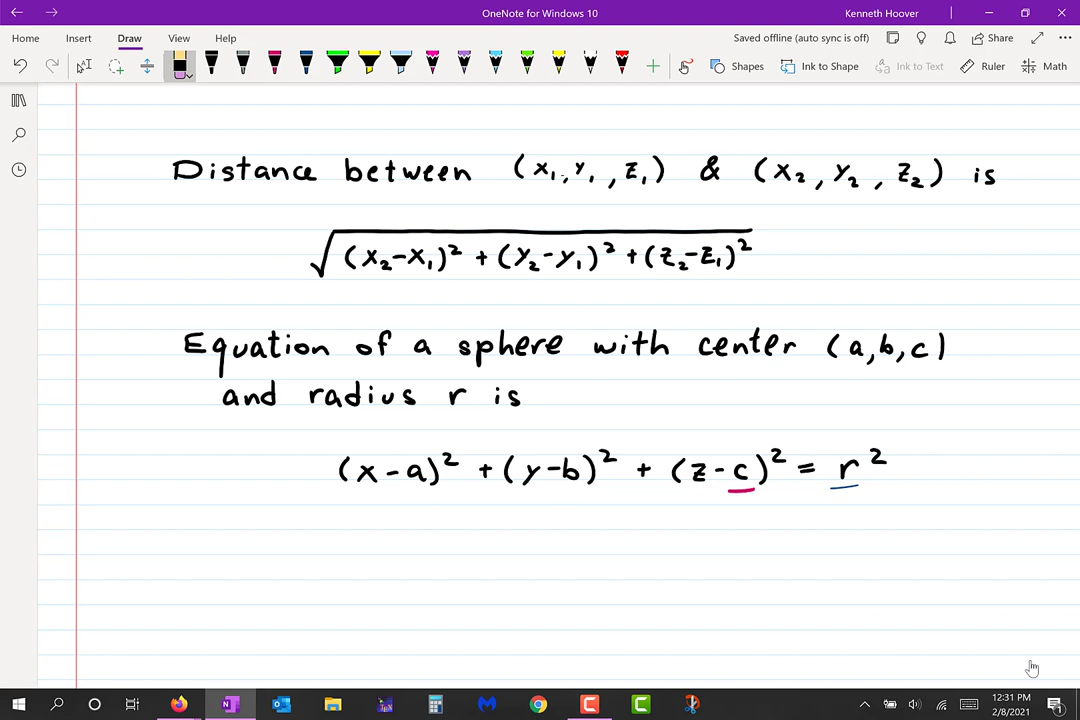 OneNote for Windows 10
Kenneth Hoover
Home Insert Draw View Help
Saved offline (auto sync is off)
Share
Shapes Ink to Shape Ink to Text Ruler Math
Distance between (x₁, y₁, z₁) & (x₂, y₂, z₂) is
√((x₂-x₁)² + (y₂-y₁)² + (z₂-z₁)²)
Equation of a sphere with center (a,b,c)
and radius r is
(x-a)² + (y-b)² + (z-c)² = r²
12:31 PM
2/8/2021